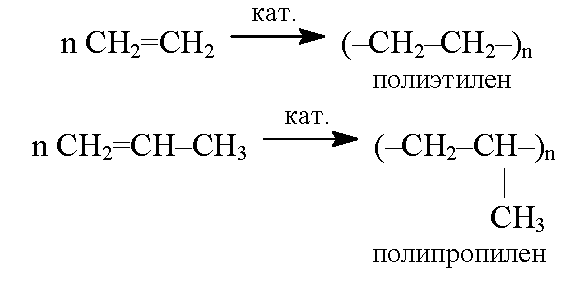 кат.
n CH₂=CH₂ → (–CH₂–CH₂–)ₙ
полиэтилен
кат.
n CH₂=CH–CH₃ → (–CH₂–CH–)ₙ
|
CH₃
полипропилен